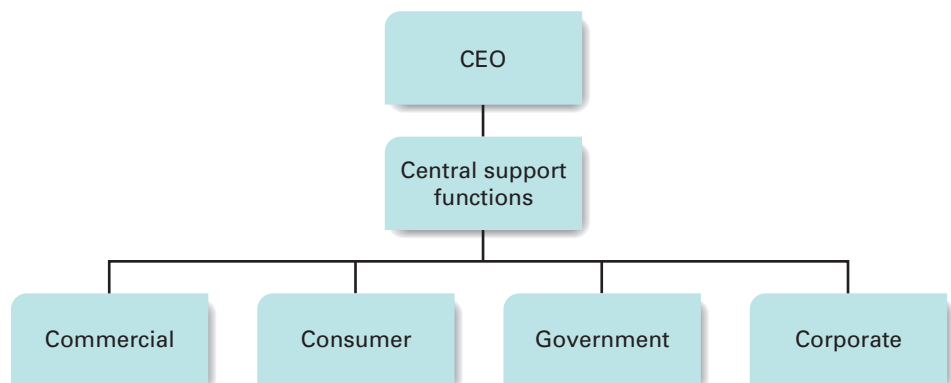 CEO
Central support
functions
Commercial
Consumer
Government
Corporate